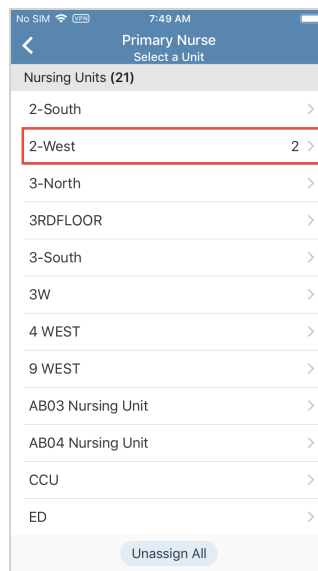 No SIM VPN 7:49 AM
Primary Nurse
Select a Unit
Nursing Units (21)
2-South
2-West 2
3-North
3RDFLOOR
3-South
3W
4 WEST
9 WEST
AB03 Nursing Unit
AB04 Nursing Unit
CCU
ED
Unassign All